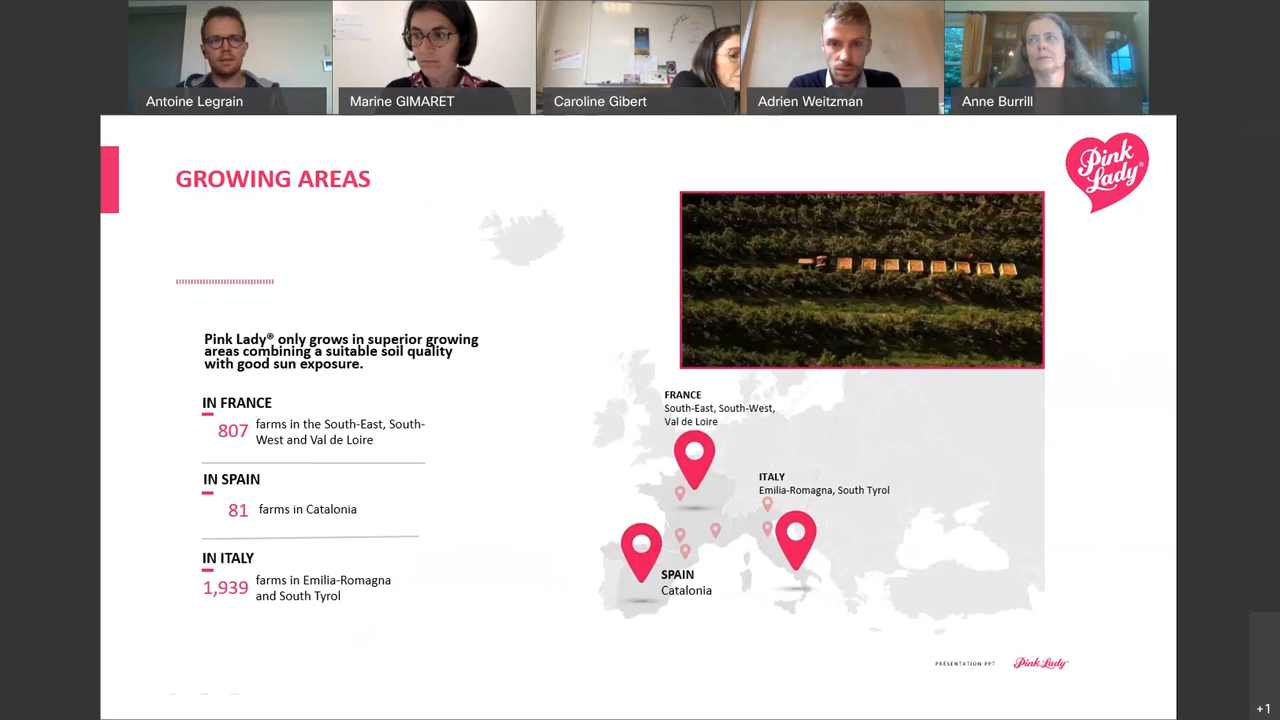 Antoine Legrain
Marine GIMARET
Caroline Gibert
Adrien Weitzman
Anne Burrill
GROWING AREAS
Pink
Lady®
Pink Lady® only grows in superior growing
areas combining a suitable soil quality
with good sun exposure.
IN FRANCE
807
farms in the South-East, South-
West and Val de Loire
IN SPAIN
81
farms in Catalonia
IN ITALY
1,939
farms in Emilia-Romagna
and South Tyrol
FRANCE
South-East, South-West,
Val de Loire
ITALY
Emilia-Romagna, South Tyrol
SPAIN
Catalonia
PRÉSENTATION PPT
Pink Lady®
+1